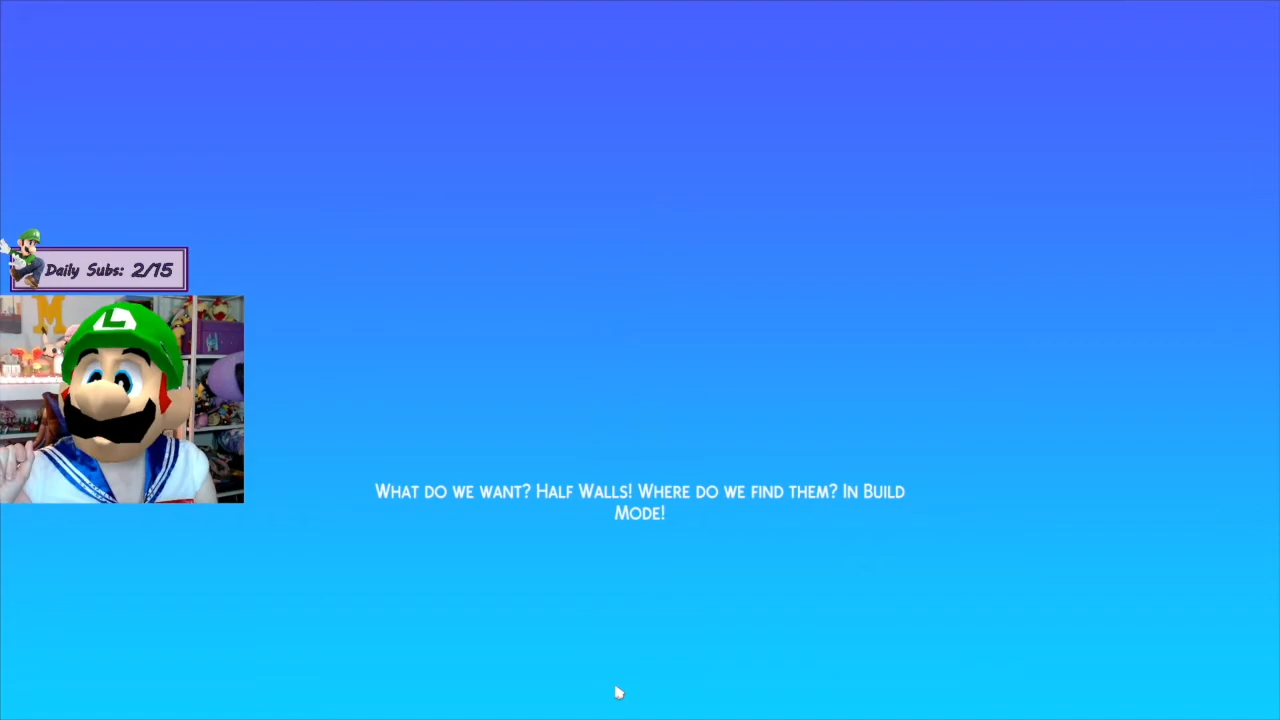 Daily Subs: 2/15
M
L
WHAT DO WE WANT? HALF WALLS! WHERE DO WE FIND THEM? IN BUILD
MODE!